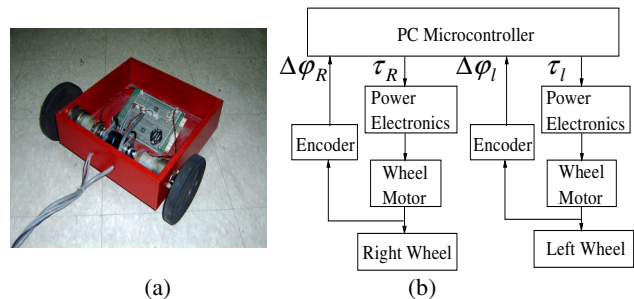 PC Microcontroller
Δφ_R τ_R Δφ_l τ_l
Power
Electronics
Power
Electronics
Encoder
Encoder
Wheel
Motor
Wheel
Motor
Right Wheel
Left Wheel
(a) (b)